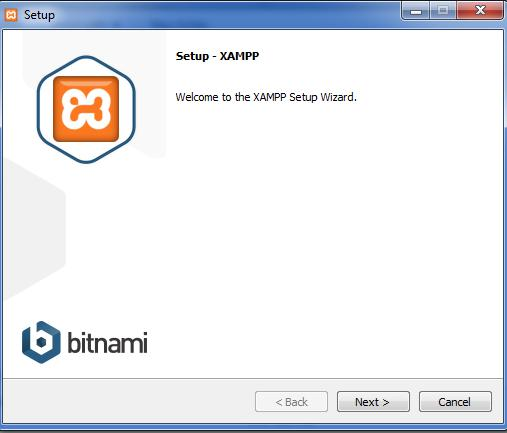 Setup
Setup - XAMPP
Welcome to the XAMPP Setup Wizard.
bitnami
< Back
Next >
Cancel